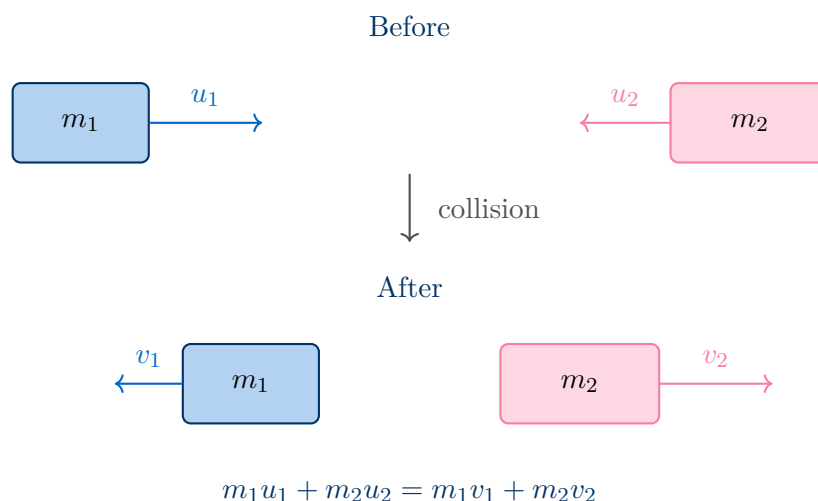 Before
u₁ u₂
m₁ m₂
collision
After
v₁ v₂
m₁ m₂
m₁u₁ + m₂u₂ = m₁v₁ + m₂v₂